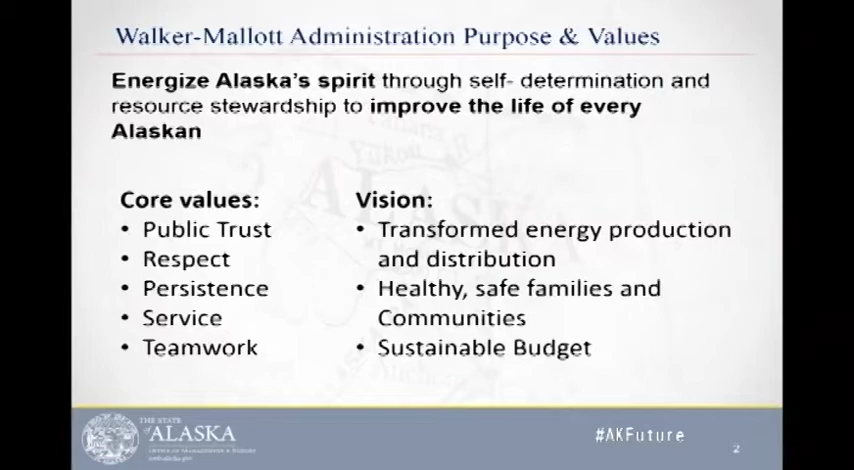 Walker-Mallott Administration Purpose & Values
Energize Alaska's spirit through self- determination and
resource stewardship to improve the life of every
Alaskan
Core values:
• Public Trust
• Respect
• Persistence
• Service
• Teamwork
Vision:
• Transformed energy production
and distribution
• Healthy, safe families and
Communities
• Sustainable Budget
ALASKA
Yukon
THE STATE
of ALASKA
#AKFuture
2